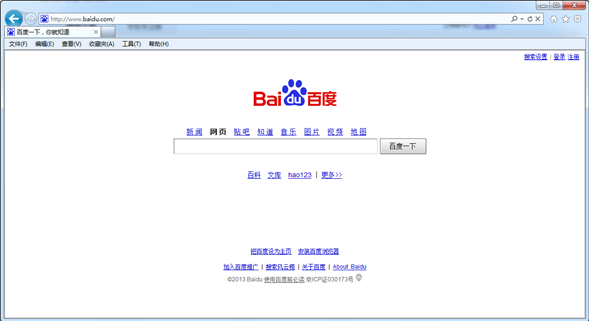 http://www.baidu.com/
百度一下，你就知道
文件(F) 编辑(E) 查看(V) 收藏夹(A) 工具(T) 帮助(H)
搜索设置 | 登录 注册
Bai du 百度
新闻 网页 贴吧 知道 音乐 图片 视频 地图
百度一下
百科 文库 hao123 | 更多>>
把百度设为主页 安装百度浏览器
加入百度推广 | 搜索风云榜 | 关于百度 | About Baidu
©2013 Baidu 使用百度前必读 京ICP证030173号